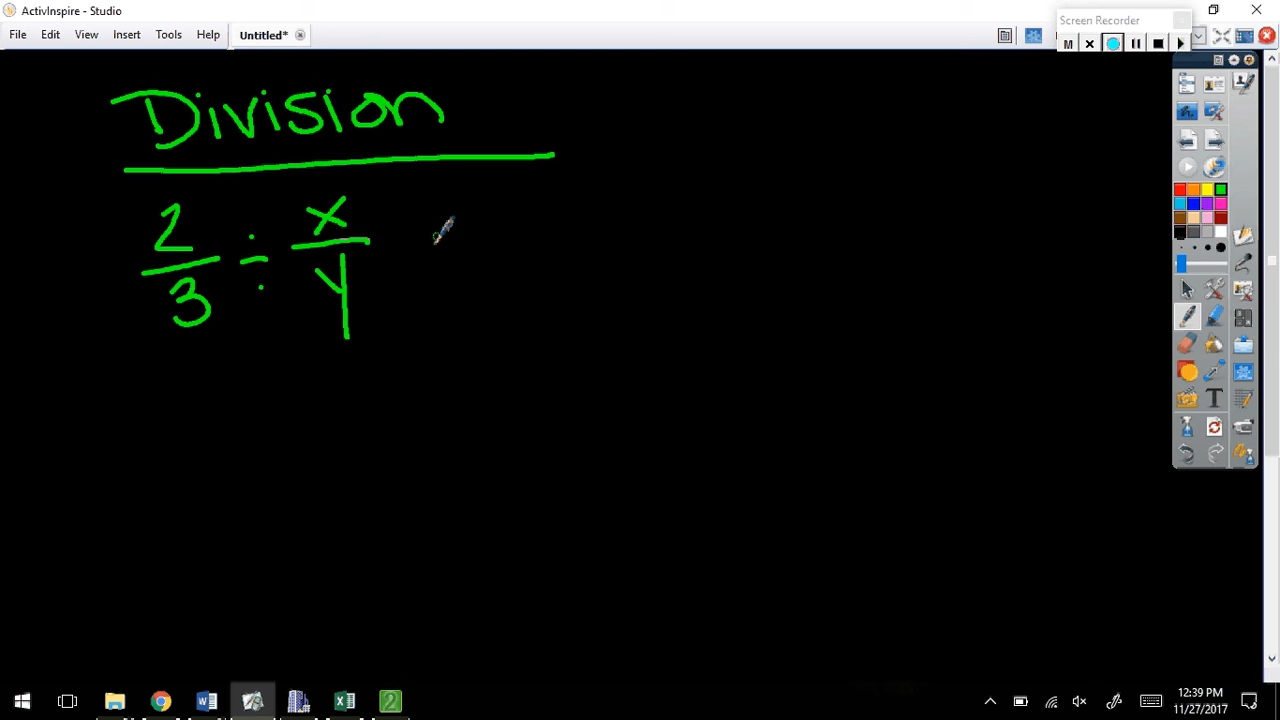 ActivInspire - Studio
Screen Recorder
File Edit View Insert Tools Help Untitled*
M
Division
2/3 ÷ x/y
T
12:39 PM
11/27/2017